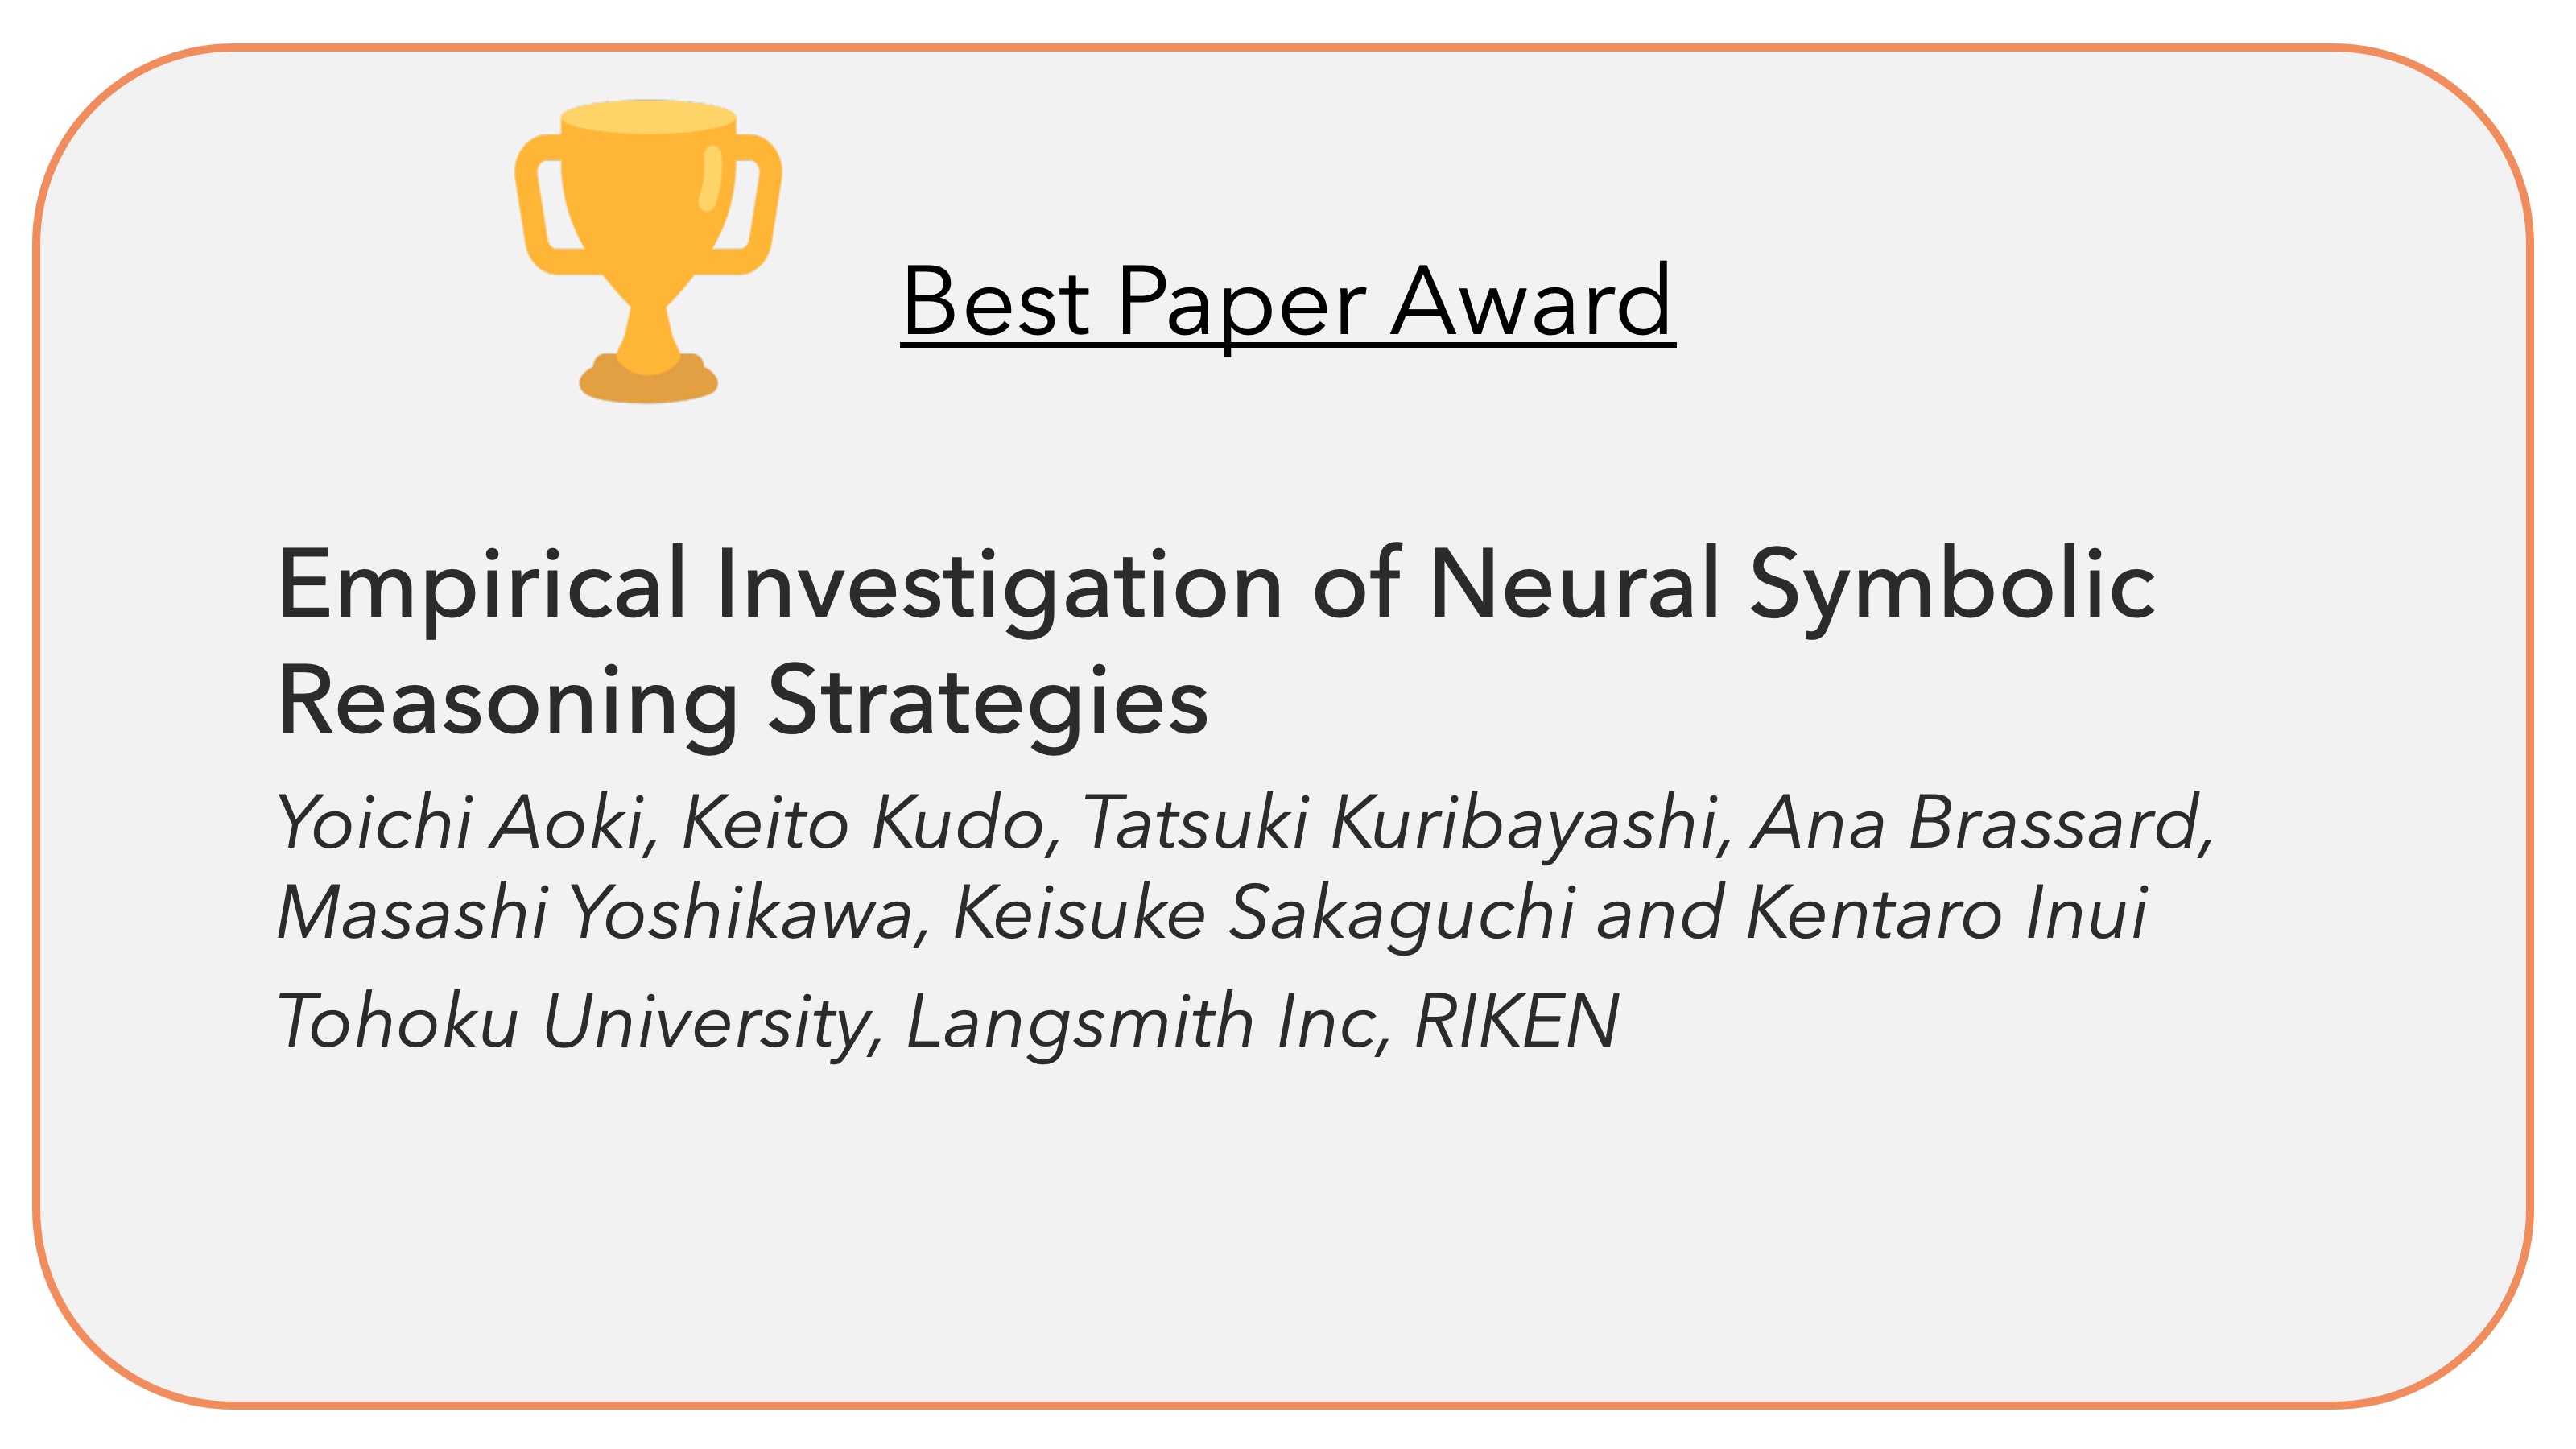 Best Paper Award
Empirical Investigation of Neural Symbolic
Reasoning Strategies
Yoichi Aoki, Keito Kudo, Tatsuki Kuribayashi, Ana Brassard,
Masashi Yoshikawa, Keisuke Sakaguchi and Kentaro Inui
Tohoku University, Langsmith Inc, RIKEN